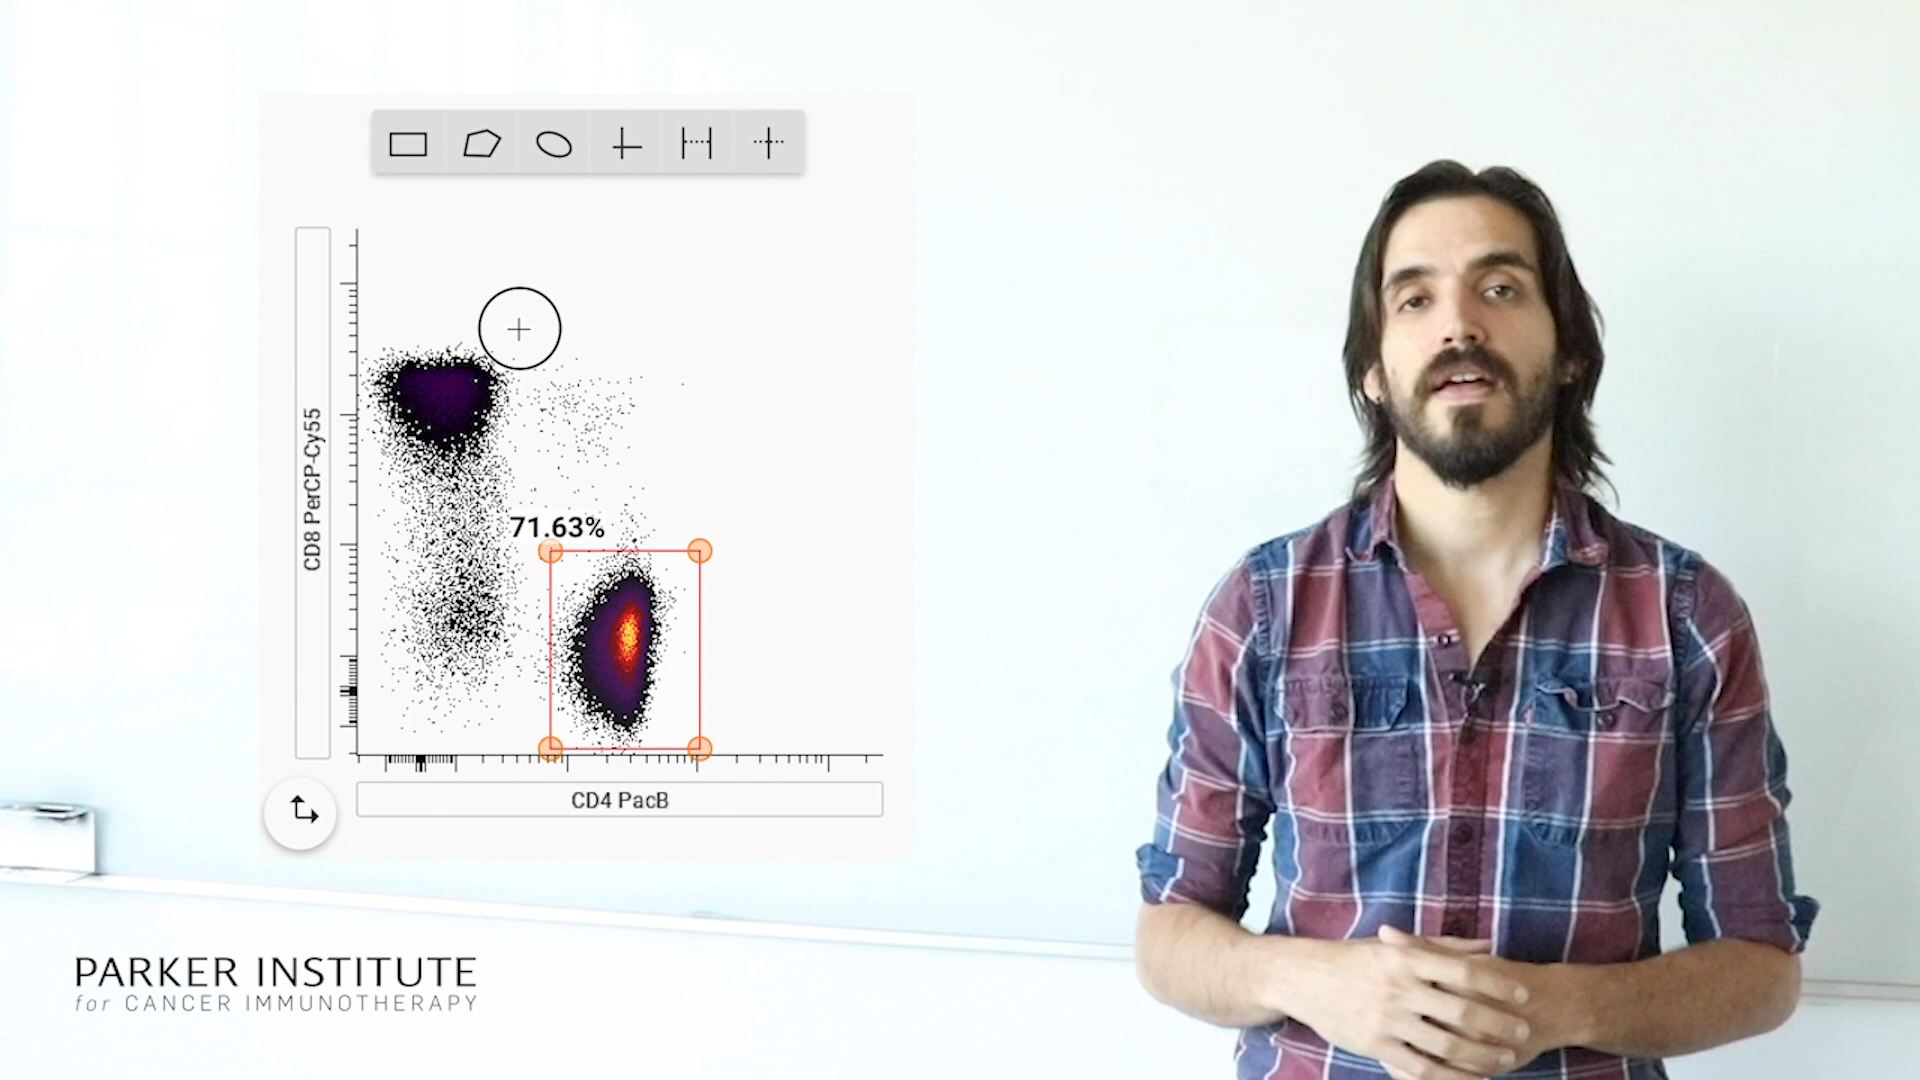 CD8 PerCP-Cy55
71.63%
CD4 PacB
PARKER INSTITUTE
for CANCER IMMUNOTHERAPY